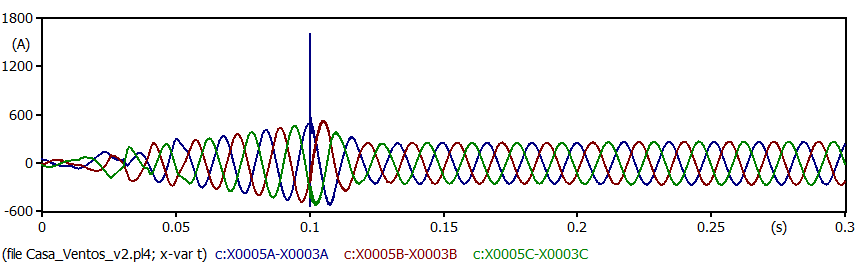 1800
(A)
1200
600
0
-600
0 0.05 0.1 0.15 0.2 0.25 (s) 0.3
(file Casa_Ventos_v2.pl4; x-var t) c:X0005A-X0003A c:X0005B-X0003B c:X0005C-X0003C